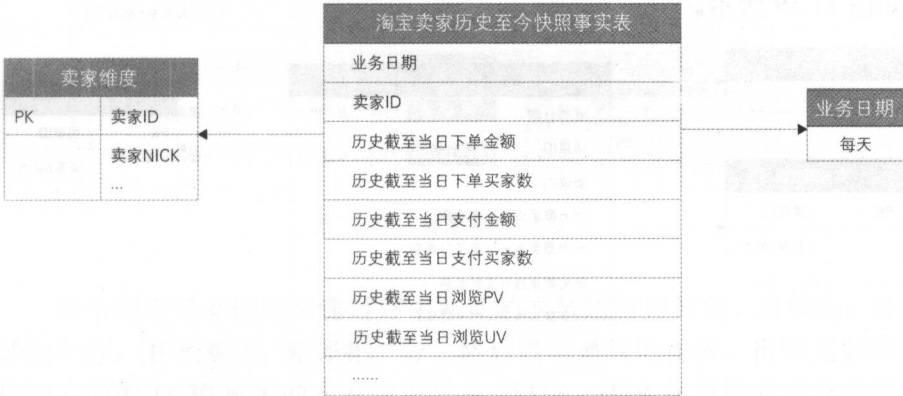 淘宝卖家历史至今快照事实表
业务日期
卖家ID
历史截至当日下单金额
历史截至当日下单买家数
历史截至当日支付金额
历史截至当日支付买家数
历史截至当日浏览PV
历史截至当日浏览UV
......
卖家维度
PK 卖家ID
卖家NICK
...
业务日期
每天